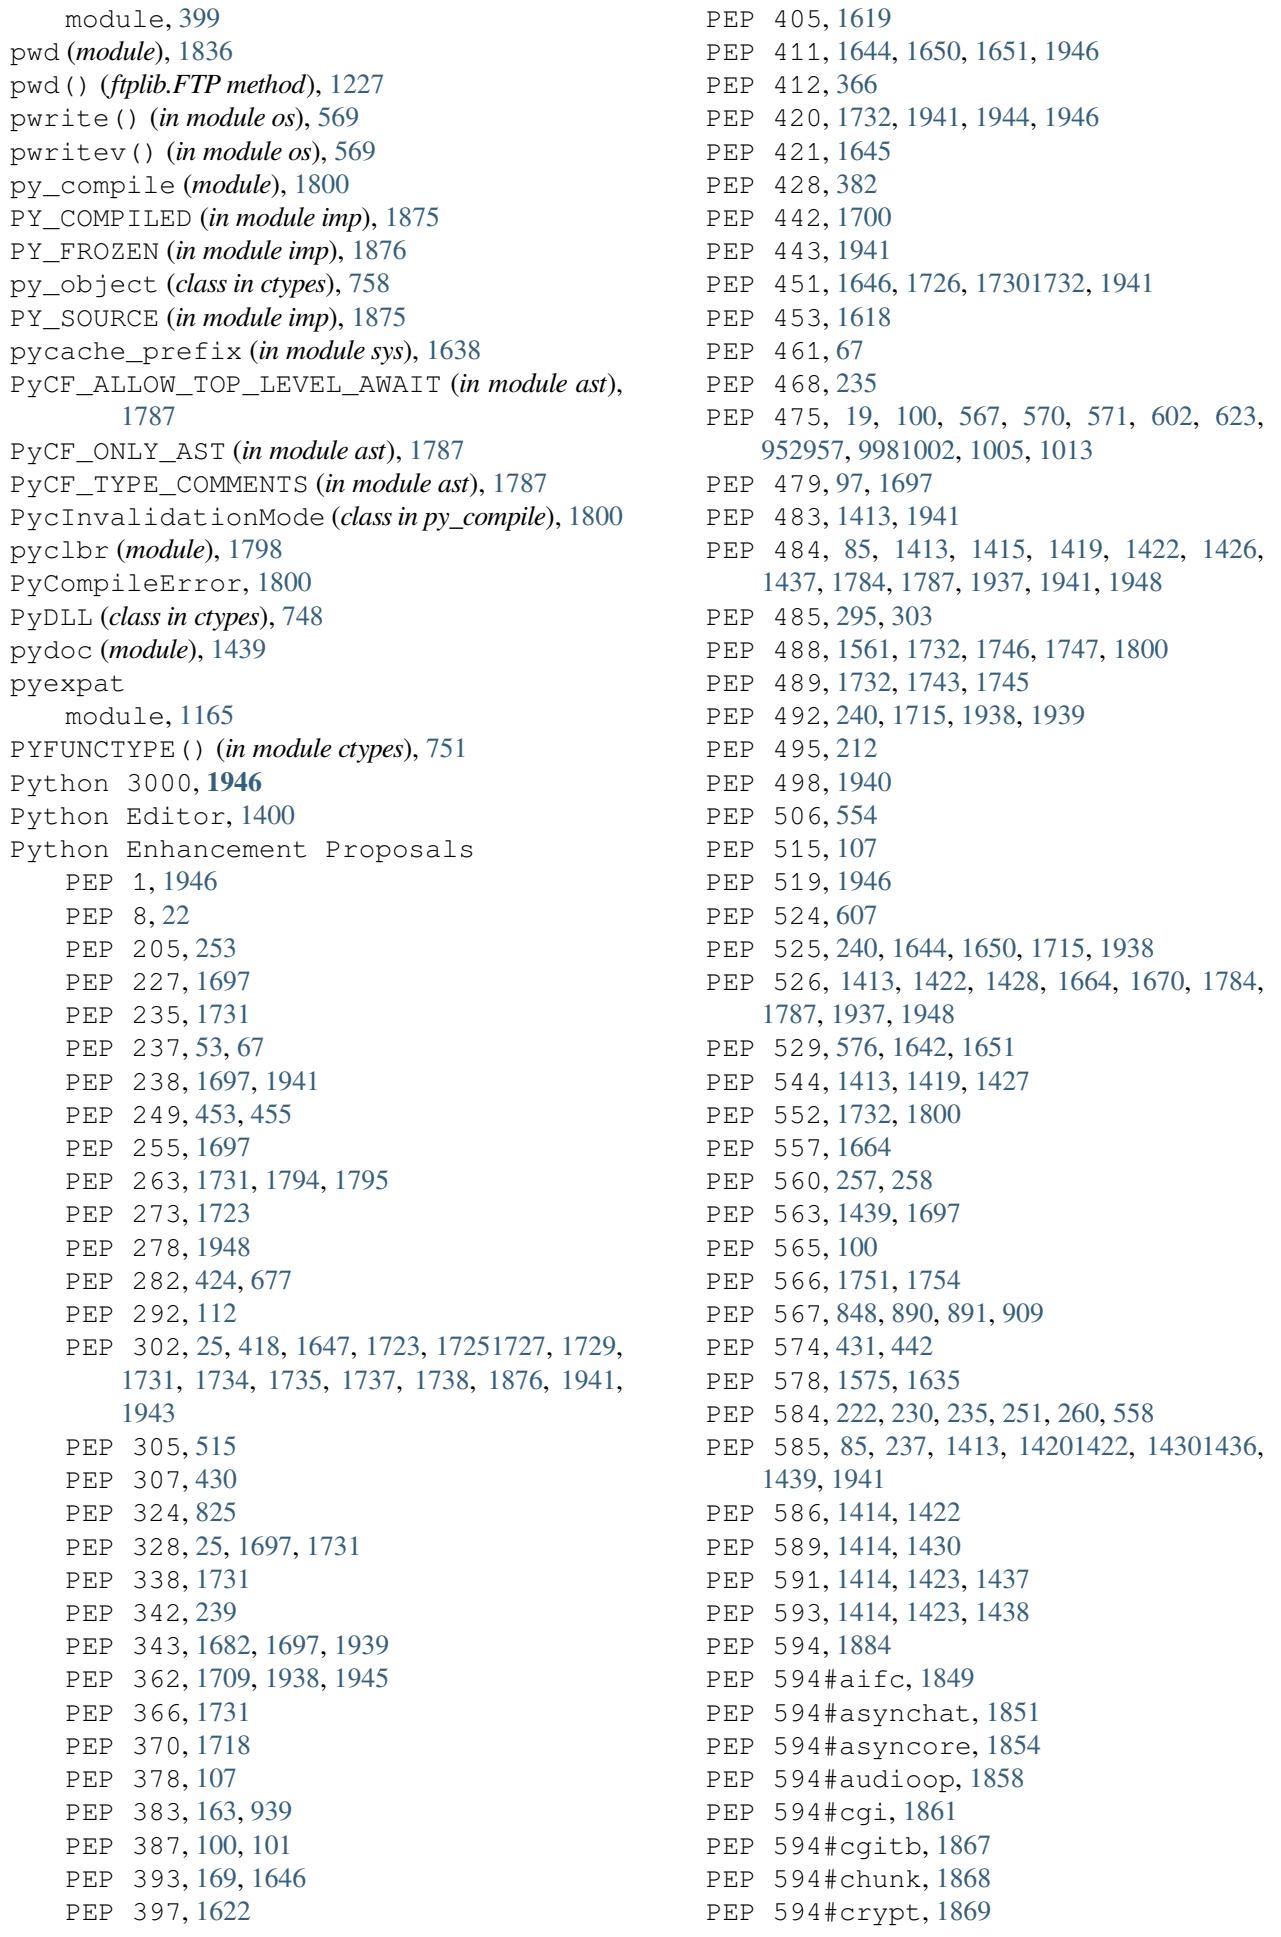 module, 399
pwd (module), 1836
pwd() (ftplib.FTP method), 1227
pwrite() (in module os), 569
pwritev() (in module os), 569
py_compile (module), 1800
PY_COMPILED (in module imp), 1875
PY_FROZEN (in module imp), 1876
py_object (class in ctypes), 758
PY_SOURCE (in module imp), 1875
pycache_prefix (in module sys), 1638
PyCF_ALLOW_TOP_LEVEL_AWAIT (in module ast),
1787
PyCF_ONLY_AST (in module ast), 1787
PyCF_TYPE_COMMENTS (in module ast), 1787
PycInvalidationMode (class in py_compile), 1800
pyclbr (module), 1798
PyCompileError, 1800
PyDLL (class in ctypes), 748
pydoc (module), 1439
pyexpat
module, 1165
PYFUNCTYPE() (in module ctypes), 751
Python 3000, 1946
Python Editor, 1400
Python Enhancement Proposals
PEP 1, 1946
PEP 8, 22
PEP 205, 253
PEP 227, 1697
PEP 235, 1731
PEP 237, 53, 67
PEP 238, 1697, 1941
PEP 249, 453, 455
PEP 255, 1697
PEP 263, 1731, 1794, 1795
PEP 273, 1723
PEP 278, 1948
PEP 282, 424, 677
PEP 292, 112
PEP 302, 25, 418, 1647, 1723, 17251727, 1729,
1731, 1734, 1735, 1737, 1738, 1876, 1941,
1943
PEP 305, 515
PEP 307, 430
PEP 324, 825
PEP 328, 25, 1697, 1731
PEP 338, 1731
PEP 342, 239
PEP 343, 1682, 1697, 1939
PEP 362, 1709, 1938, 1945
PEP 366, 1731
PEP 370, 1718
PEP 378, 107
PEP 383, 163, 939
PEP 387, 100, 101
PEP 393, 169, 1646
PEP 397, 1622
PEP 405, 1619
PEP 411, 1644, 1650, 1651, 1946
PEP 412, 366
PEP 420, 1732, 1941, 1944, 1946
PEP 421, 1645
PEP 428, 382
PEP 442, 1700
PEP 443, 1941
PEP 451, 1646, 1726, 17301732, 1941
PEP 453, 1618
PEP 461, 67
PEP 468, 235
PEP 475, 19, 100, 567, 570, 571, 602, 623,
952957, 9981002, 1005, 1013
PEP 479, 97, 1697
PEP 483, 1413, 1941
PEP 484, 85, 1413, 1415, 1419, 1422, 1426,
1437, 1784, 1787, 1937, 1941, 1948
PEP 485, 295, 303
PEP 488, 1561, 1732, 1746, 1747, 1800
PEP 489, 1732, 1743, 1745
PEP 492, 240, 1715, 1938, 1939
PEP 495, 212
PEP 498, 1940
PEP 506, 554
PEP 515, 107
PEP 519, 1946
PEP 524, 607
PEP 525, 240, 1644, 1650, 1715, 1938
PEP 526, 1413, 1422, 1428, 1664, 1670, 1784,
1787, 1937, 1948
PEP 529, 576, 1642, 1651
PEP 544, 1413, 1419, 1427
PEP 552, 1732, 1800
PEP 557, 1664
PEP 560, 257, 258
PEP 563, 1439, 1697
PEP 565, 100
PEP 566, 1751, 1754
PEP 567, 848, 890, 891, 909
PEP 574, 431, 442
PEP 578, 1575, 1635
PEP 584, 222, 230, 235, 251, 260, 558
PEP 585, 85, 237, 1413, 14201422, 14301436,
1439, 1941
PEP 586, 1414, 1422
PEP 589, 1414, 1430
PEP 591, 1414, 1423, 1437
PEP 593, 1414, 1423, 1438
PEP 594, 1884
PEP 594#aifc, 1849
PEP 594#asynchat, 1851
PEP 594#asyncore, 1854
PEP 594#audioop, 1858
PEP 594#cgi, 1861
PEP 594#cgitb, 1867
PEP 594#chunk, 1868
PEP 594#crypt, 1869